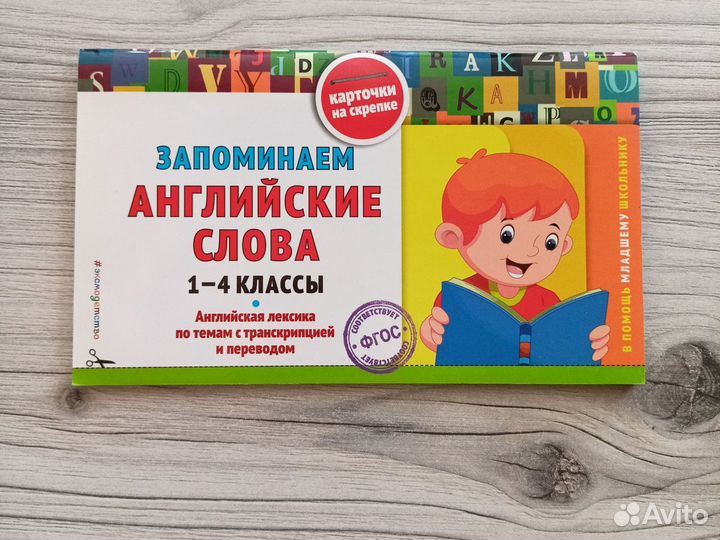 карточки
на скрепке
ЗАПОМИНАЕМ
АНГЛИЙСКИЕ
СЛОВА
1–4 КЛАССЫ
Английская лексика
по темам с транскрипцией
и переводом
#эксмодетство
СООТВЕТСТВУЕТ
ФГОС
СООТВЕТСТВУЕТ
В ПОМОЩЬ МЛАДШЕМУ ШКОЛЬНИКУ
Avito